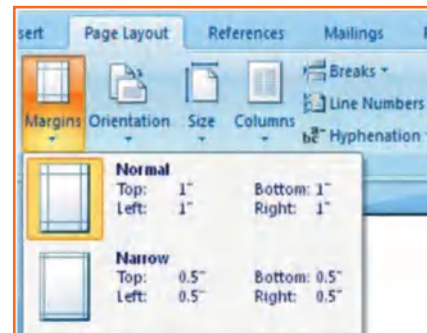 sert Page Layout References Mailings
Margins Orientation Size Columns
Breaks
Line Numbers
Hyphenation
Normal
Top: 1" Bottom: 1"
Left: 1" Right: 1"
Narrow
Top: 0.5" Bottom: 0.5"
Left: 0.5" Right: 0.5"